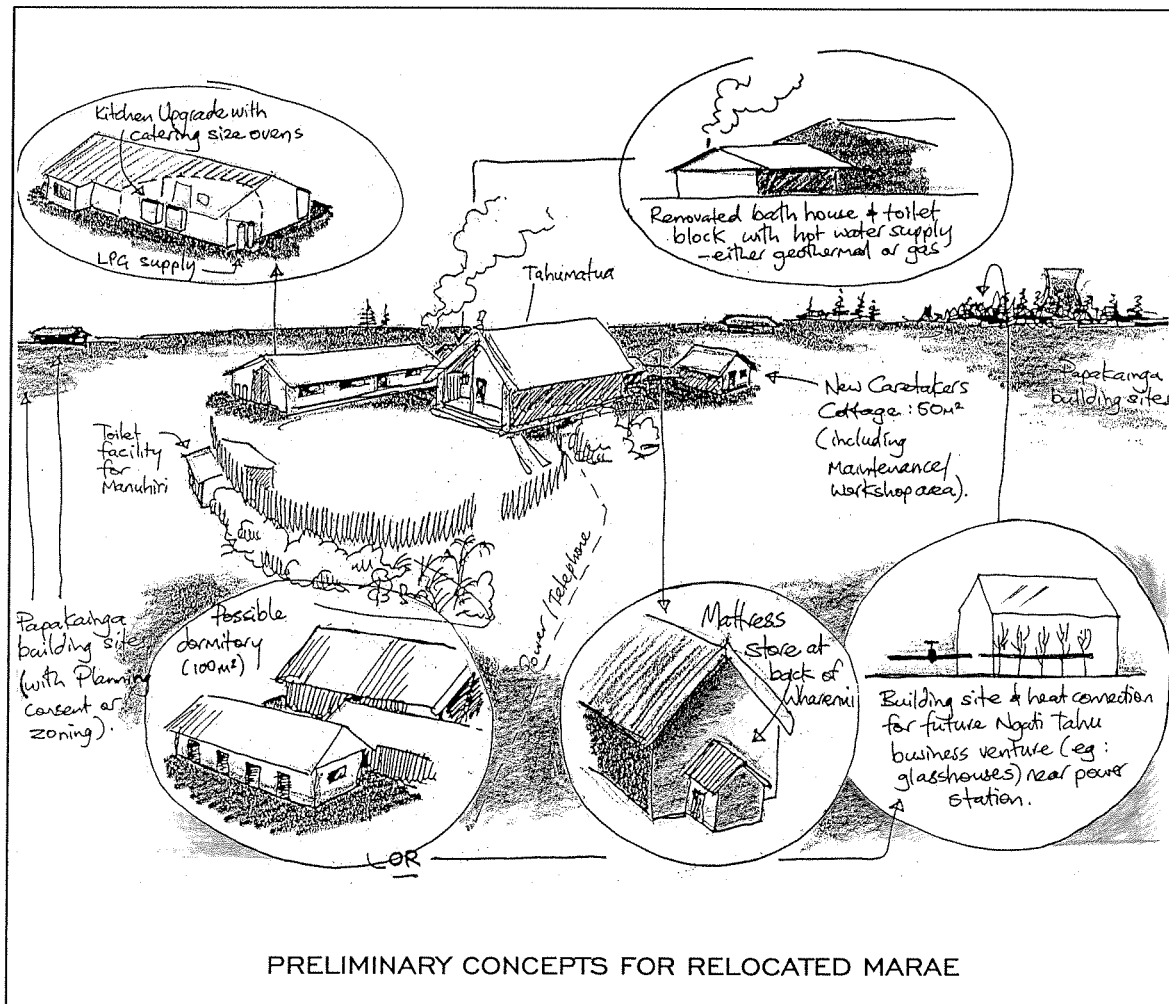 Kitchen Upgrade with
catering size ovens
LPG supply
Renovated bath house & toilet
block with hot water supply
- either geothermal or gas
Tahumatua
Toilet
facility
for
Manuhiri
New Caretakers
Cottage : 50m²
(including
Maintenance/
workshop area).
Papakainga
building sites
Papakainga
building site
(with Planning
consent or
zoning).
Possible
dormitory
(100m²)
Power/Telephone
Mattress
store at
back of
Wharenui
Building site & heat connection
for future Ngati Tahu
business venture (eg:
glasshouses) near power
station.
OR
PRELIMINARY CONCEPTS FOR RELOCATED MARAE